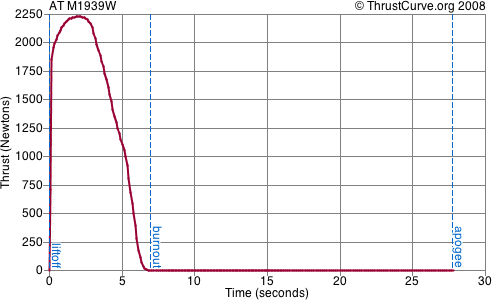 AT M1939W
© ThrustCurve.org 2008
Thrust (Newtons)
2250
2000
1750
1500
1250
1000
750
500
250
0
liftoff
burnout
apogee
0
5
10
15
20
25
30
Time (seconds)